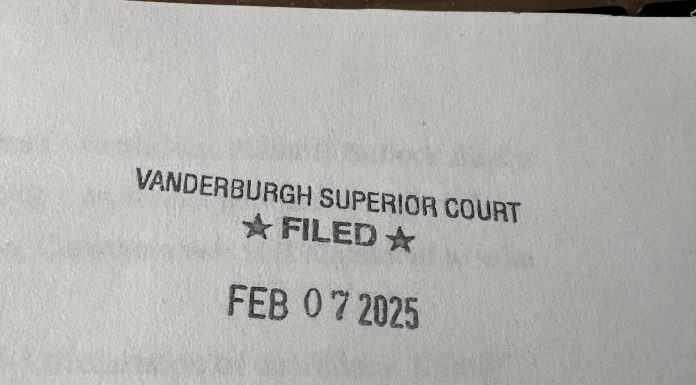 VANDERBURGH SUPERIOR COURT
★ FILED ★
FEB 07 2025